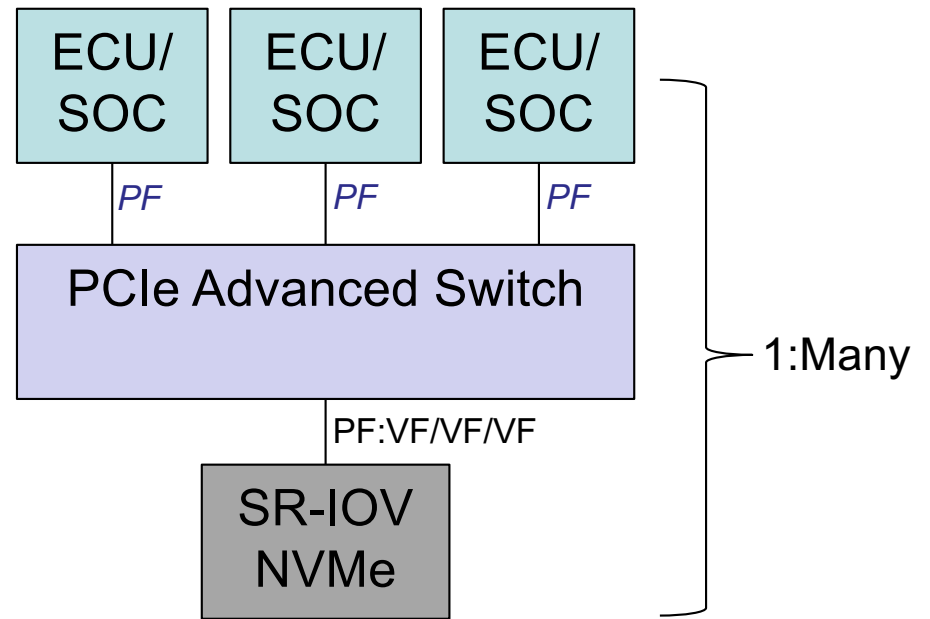 ECU/
SOC
ECU/
SOC
ECU/
SOC
PF
PF
PF
PCIe Advanced Switch
1:Many
PF:VF/VF/VF
SR-IOV
NVMe